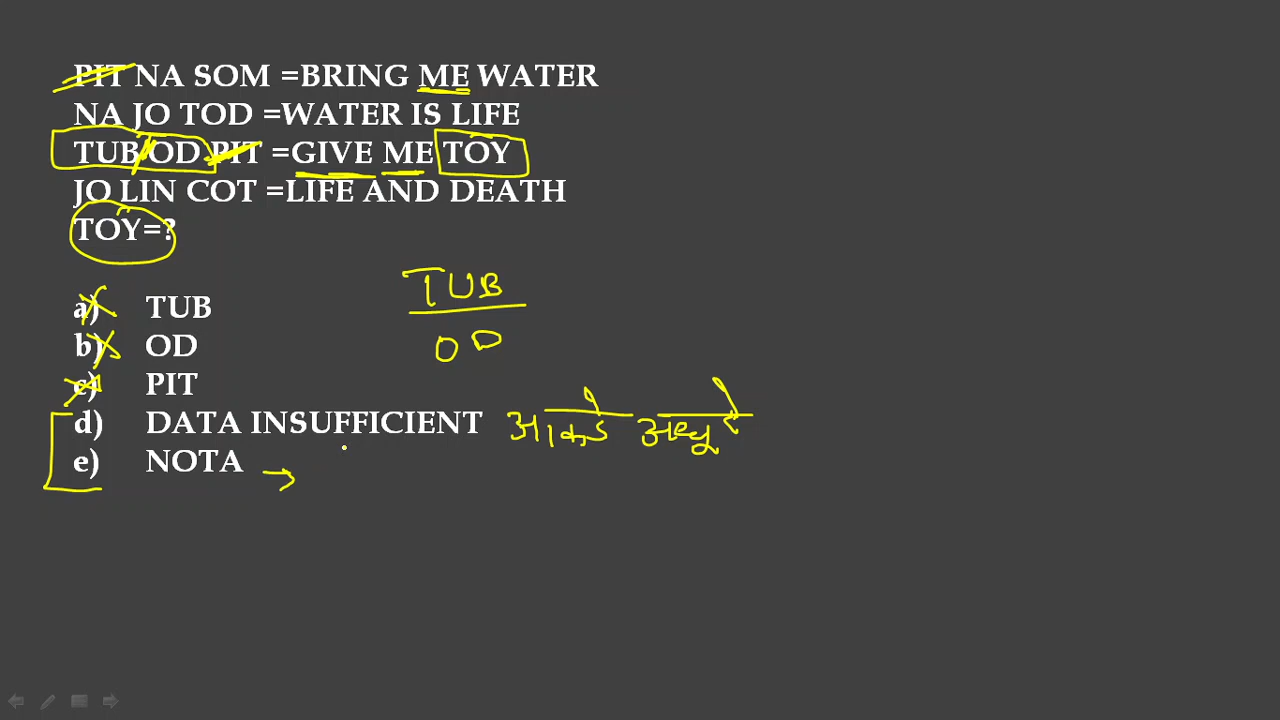 PIT NA SOM =BRING ME WATER
NA JO TOD =WATER IS LIFE
TUB OD PIT =GIVE ME TOY
JO LIN COT =LIFE AND DEATH
TOY=?
TUB
OD
a) TUB
b) OD
c) PIT
d) DATA INSUFFICIENT
e) NOTA